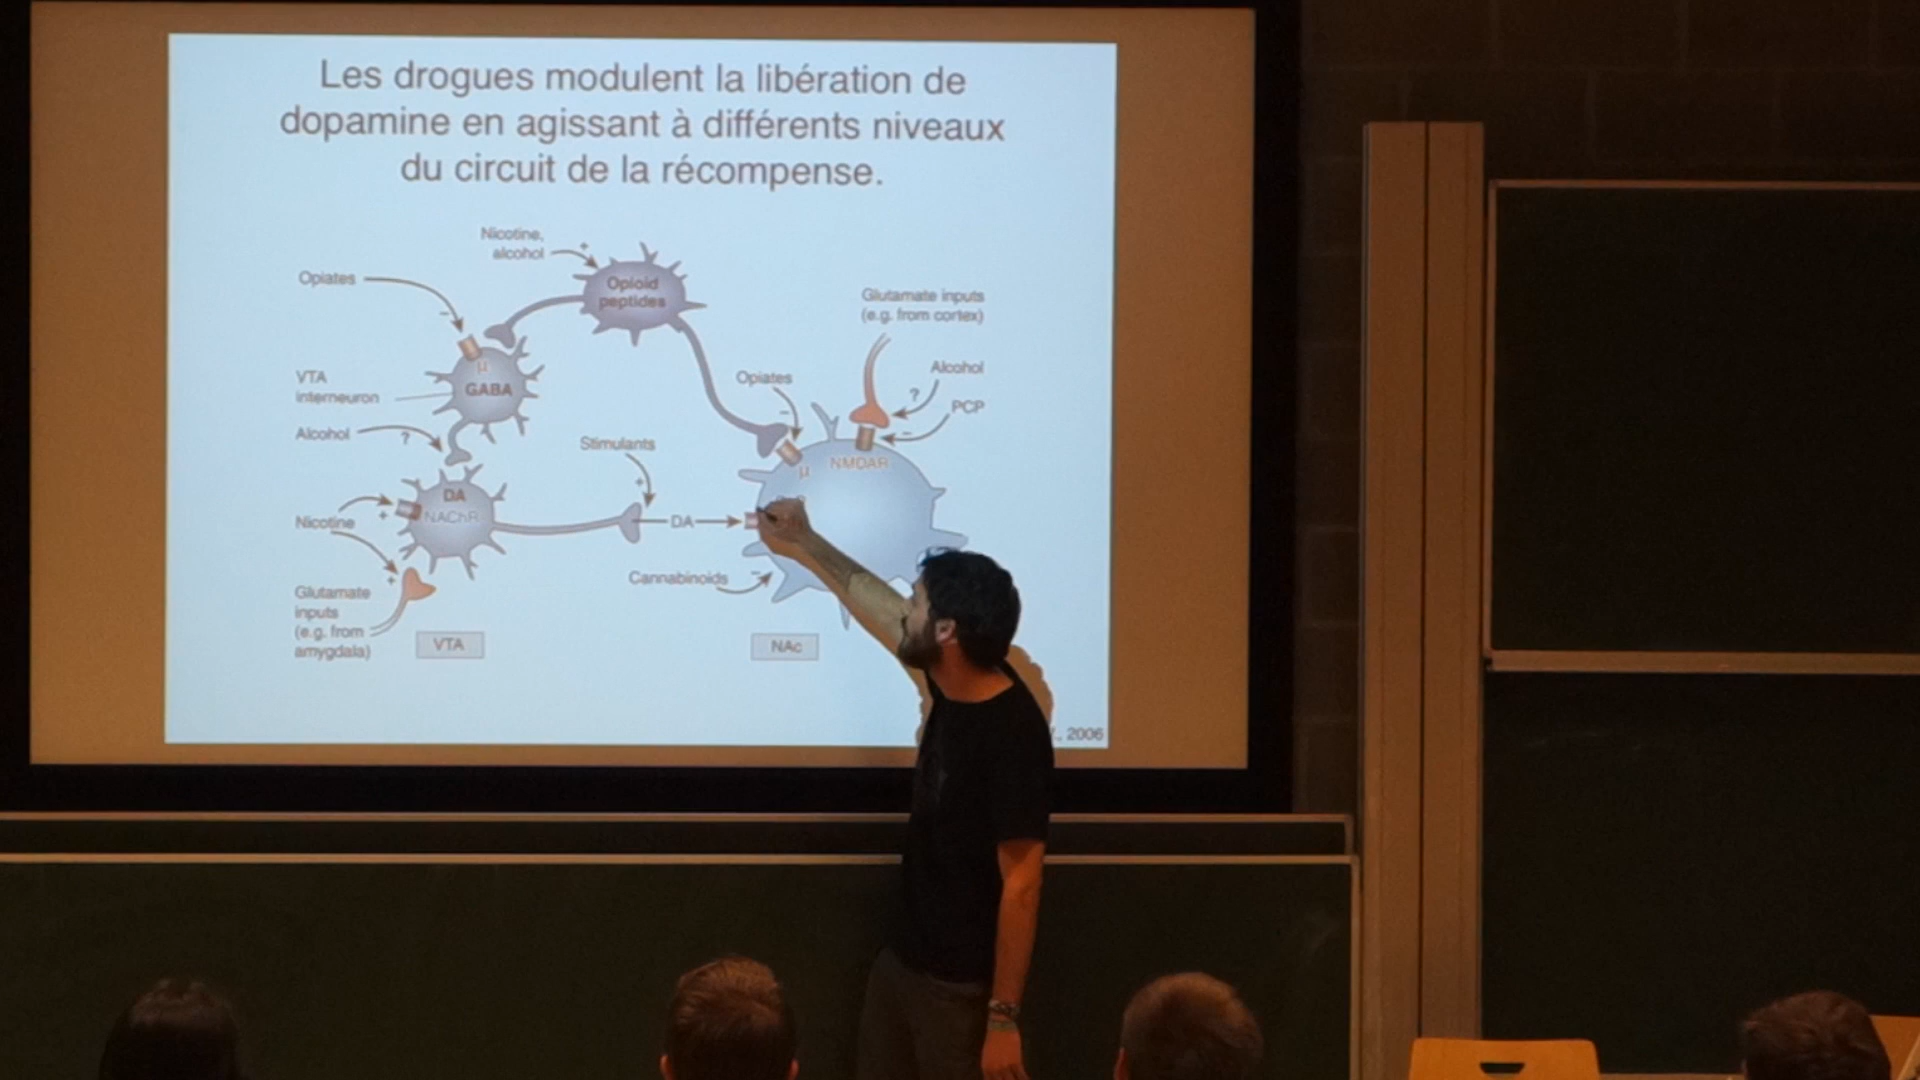 Les drogues modulent la libération de
dopamine en agissant à différents niveaux
du circuit de la récompense.
Nicotine,
alcohol
Opiates
Opioid
peptides
Glutamate inputs
(e.g. from cortex)
μ
GABA
VTA
interneuron
Opiates
Alcohol
?
PCP
Alcohol
?
Stimulants
μ
NMDAR
DA
NAChR
Nicotine
DA
Cannabinoids
Glutamate
inputs
(e.g. from
amygdala)
VTA
NAc
, 2006